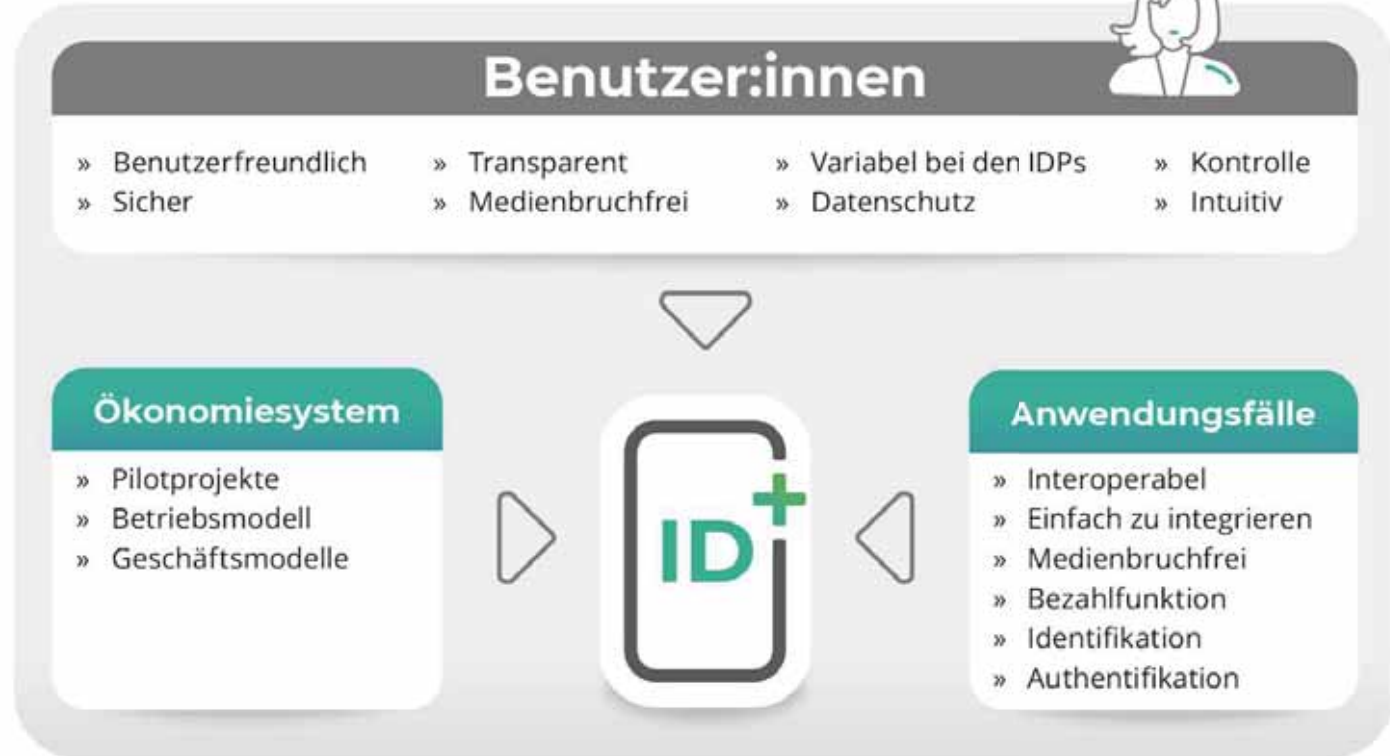 Benutzer:innen
» Benutzerfreundlich
» Sicher
» Transparent
» Medienbruchfrei
» Variabel bei den IDPs
» Datenschutz
» Kontrolle
» Intuitiv
Ökonomiesystem
» Pilotprojekte
» Betriebsmodell
» Geschäftsmodelle
ID+
Anwendungsfälle
» Interoperabel
» Einfach zu integrieren
» Medienbruchfrei
» Bezahlfunktion
» Identifikation
» Authentifikation